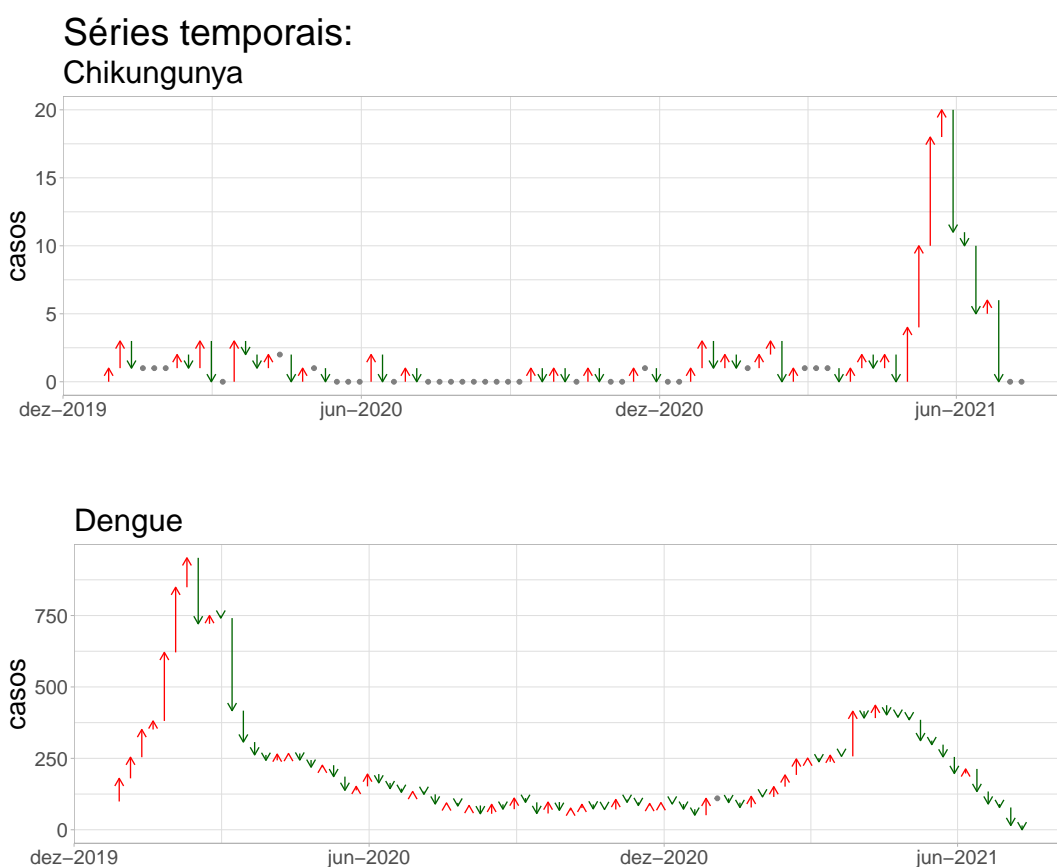 Séries temporais:
Chikungunya
20
15
10
5
0
casos
dez–2019 jun–2020 dez–2020 jun–2021
Dengue
750
500
250
0
casos
dez–2019 jun–2020 dez–2020 jun–2021